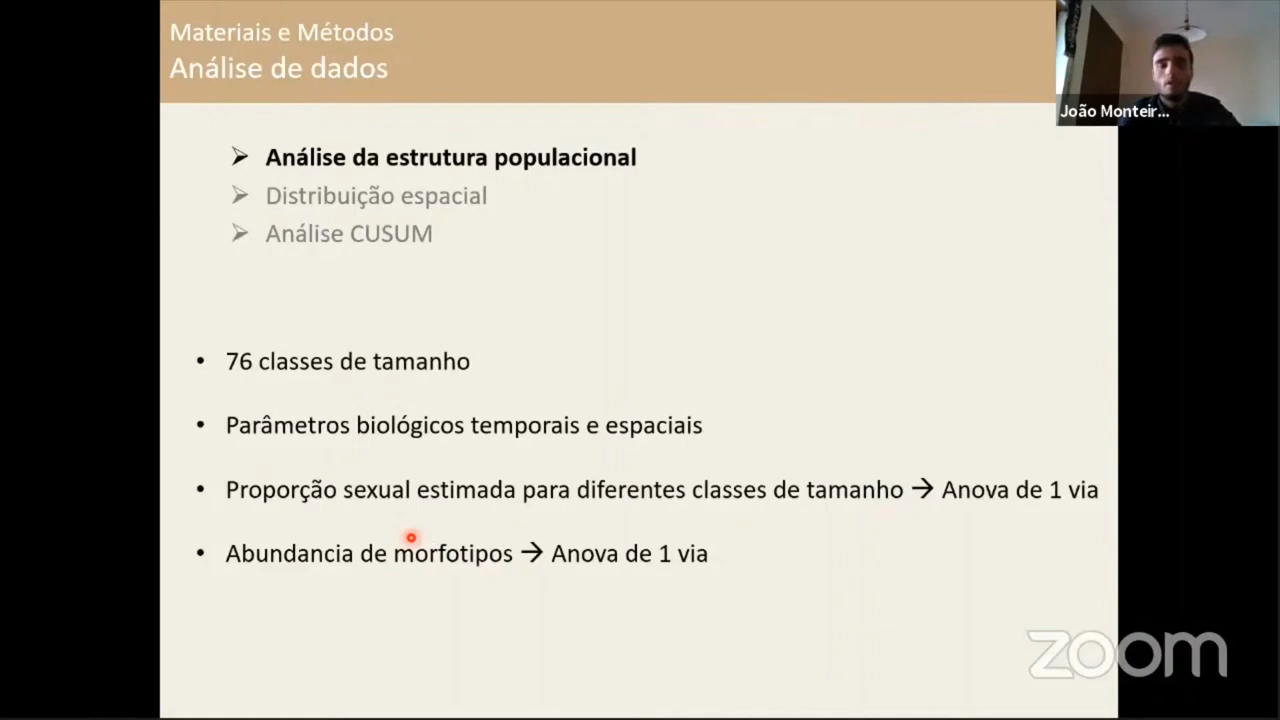 Materiais e Métodos
Análise de dados
João Monteir...
➢ Análise da estrutura populacional
➢ Distribuição espacial
➢ Análise CUSUM
• 76 classes de tamanho
• Parâmetros biológicos temporais e espaciais
• Proporção sexual estimada para diferentes classes de tamanho → Anova de 1 via
• Abundancia de morfotipos → Anova de 1 via
zoom